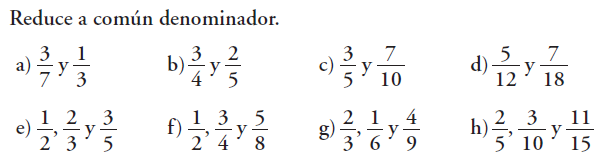 Reduce a común denominador.
a) 3/7 y 1/3 b) 3/4 y 2/5 c) 3/5 y 7/10 d) 5/12 y 7/18
e) 1/2, 2/3 y 3/5 f) 1/2, 3/4 y 5/8 g) 2/3, 1/6 y 4/9 h) 2/5, 3/10 y 11/15